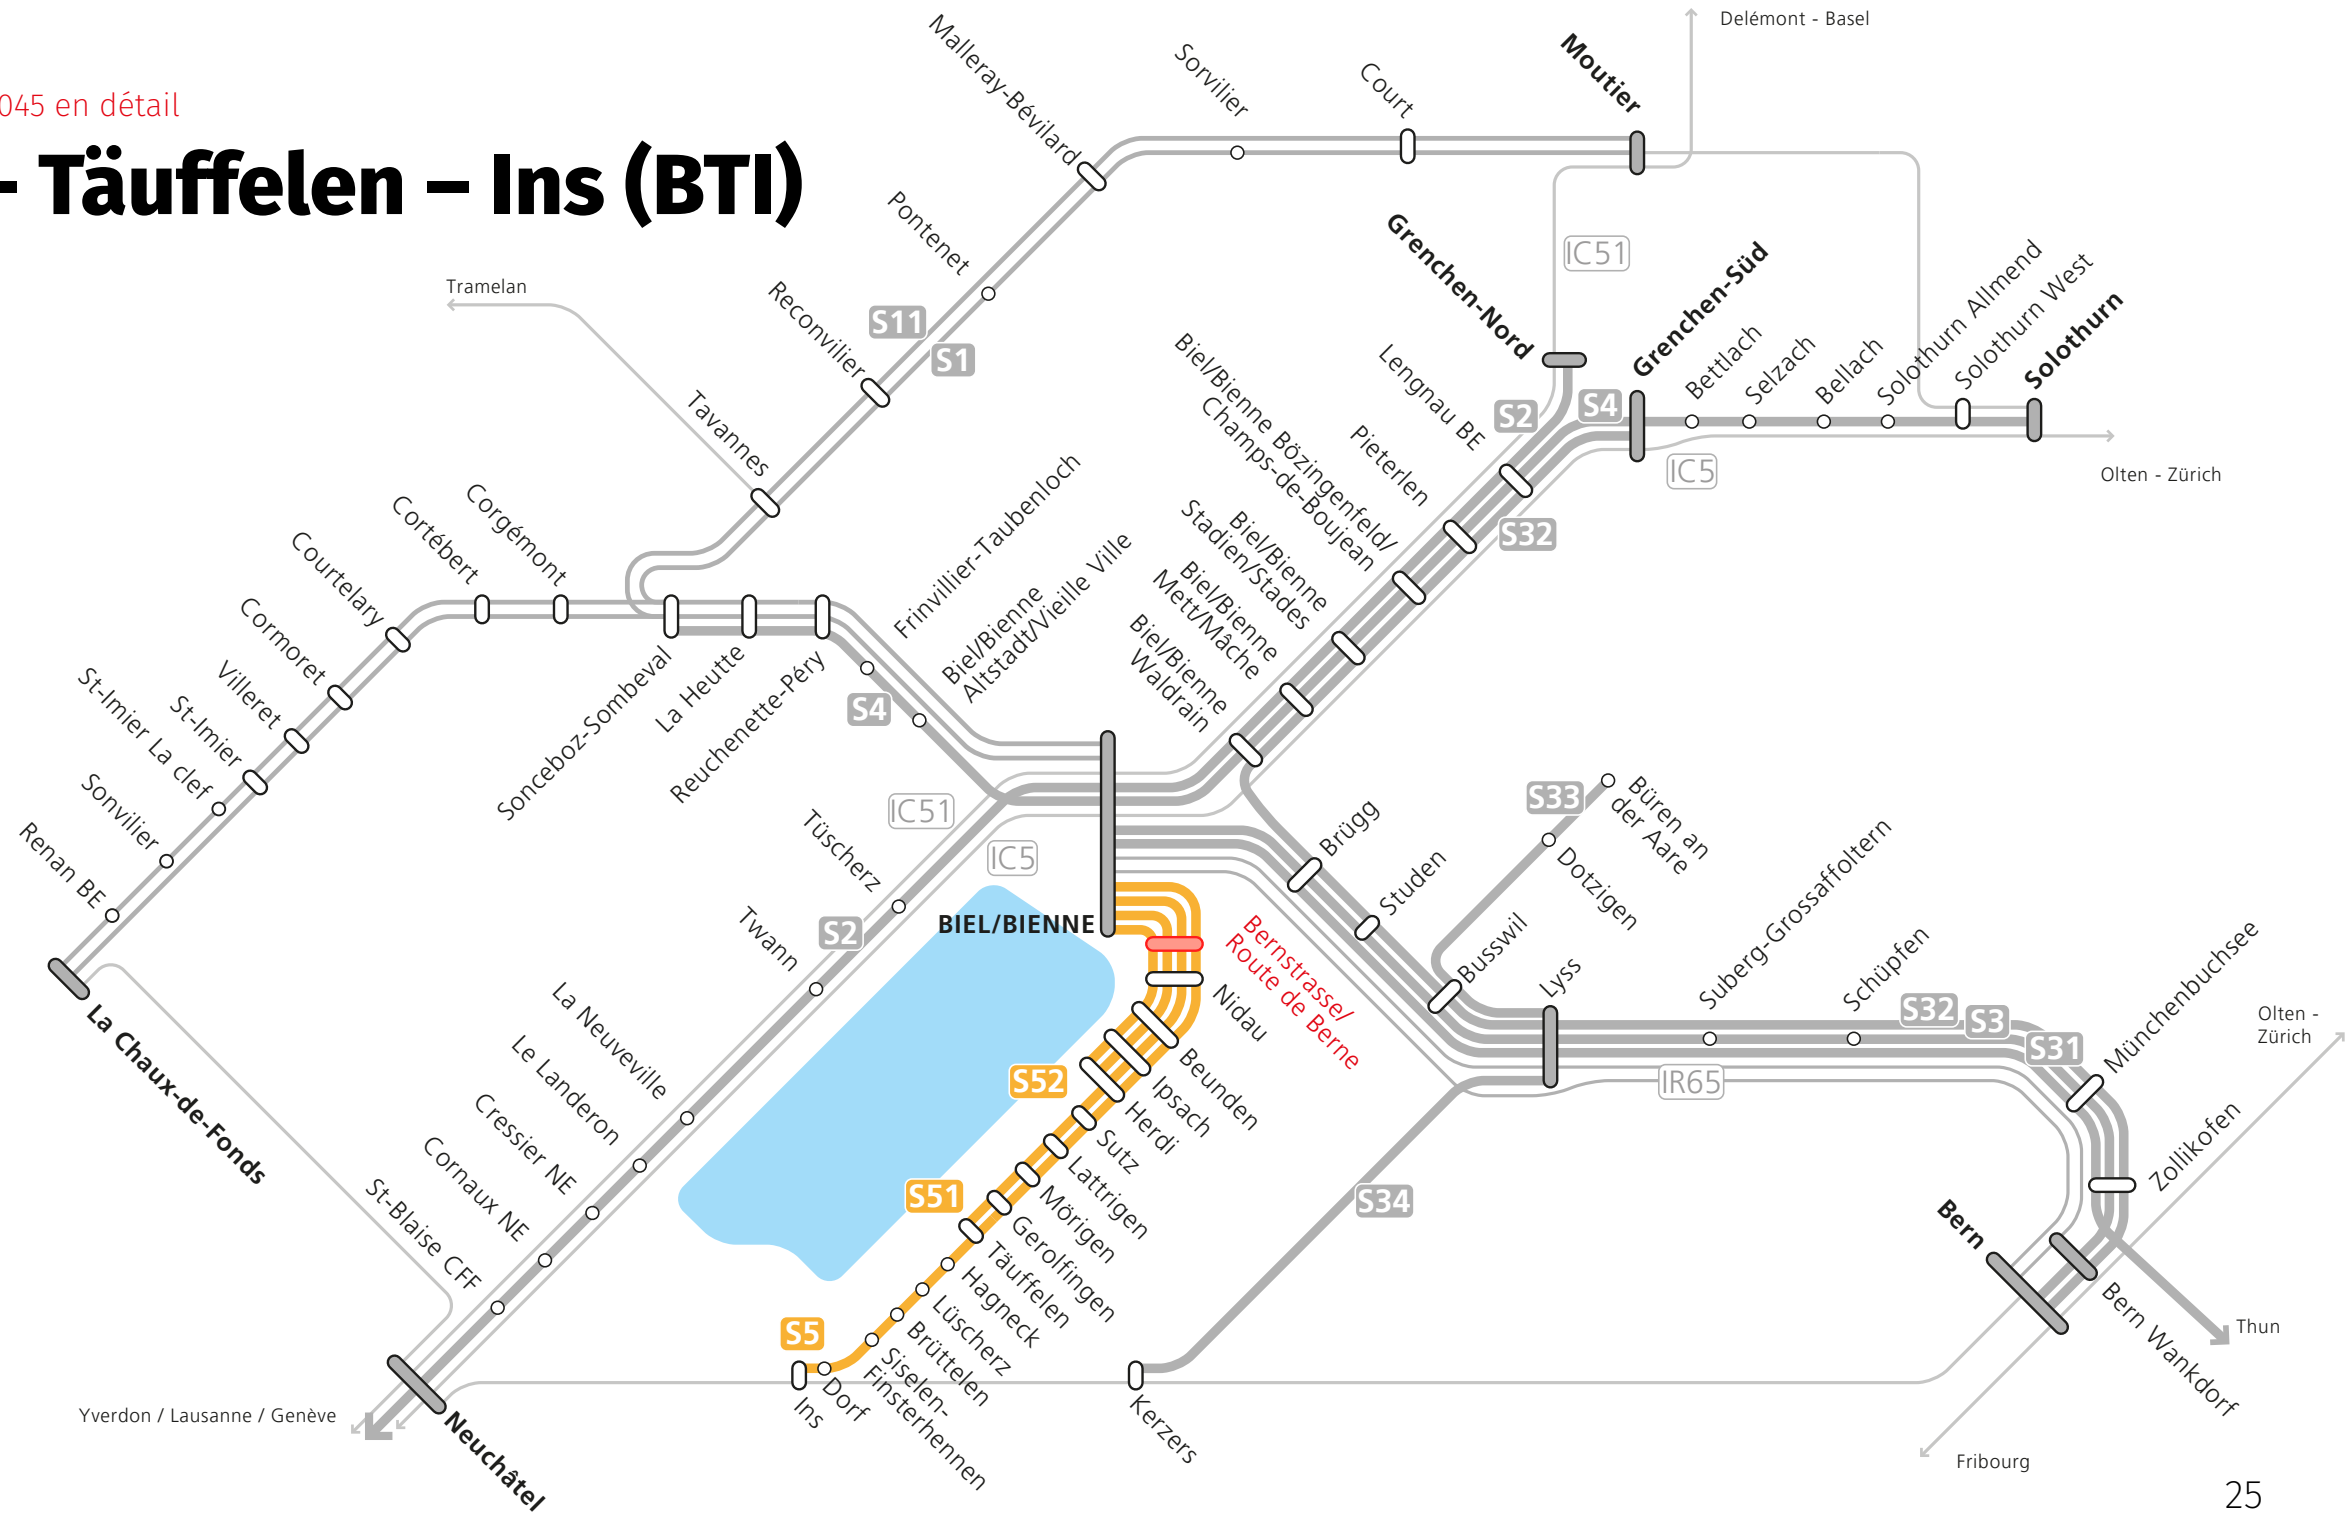 045 en détail
- Täuffelen – Ins (BTI)
Delémont - Basel
Moutier
Court
Sorvilier
Malleray-Bévilard
Pontenet
Reconvilier
S11
S1
Tramelan
Tavannes
IC51
Grenchen-Nord
Grenchen-Süd
Bettlach
Selzach
Bellach
Solothurn Allmend
Solothurn West
Solothurn
S2
S4
IC5
Olten - Zürich
S32
Lengnau BE
Pieterlen
Biel/Bienne Bözingenfeld/
Champs-de-Boujean
Biel/Bienne
Stadien/Stades
Biel/Bienne
Mett/Mâche
Biel/Bienne
Waldrain
Corgémont
Cortébert
Courtelary
Cormoret
Villeret
St-Imier
St-Imier La clef
Sonvilier
Renan BE
La Chaux-de-Fonds
Sonceboz-Sombeval
La Heutte
Reuchenette-Péry
Frinvillier-Taubenloch
Biel/Bienne
Altstadt/Vieille Ville
S4
IC51
IC5
BIEL/BIENNE
Tüscherz
S2
Twann
La Neuveville
Le Landeron
Cressier NE
Cornaux NE
St-Blaise CFF
Neuchâtel
Yverdon / Lausanne / Genève
Bernstrasse/
Route de Berne
Nidau
Beunden
Ipsach
Herdi
S52
Sutz
Lattrigen
Mörigen
S51
Gerolfingen
Täuffelen
Hagneck
Lüscherz
Brüttelen
Siselen-
Finsterhennen
S5
Dorf
Ins
Kerzers
S34
Brügg
Studen
Busswil
S33
Büren an
der Aare
Dotzigen
Lyss
Suberg-Grossaffoltern
Schüpfen
S32
S3
S31
IR65
Münchenbuchsee
Zollikofen
Olten -
Zürich
Bern
Bern Wankdorf
Thun
Fribourg
25